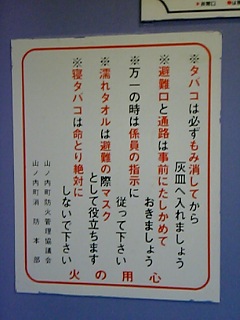 ※タバコは必ずもみ消してから
灰皿へ入れましょう
※避難口と通路は事前にたしかめて
おきましょう
※万一の時は係員の指示に
従って下さい
※濡れタオルは避難の際マスク
として役立ちます
※寝タバコは命とり絶対に
しないで下さい
山ノ内町防火管理協議会
山ノ内町消防本部
火の用心